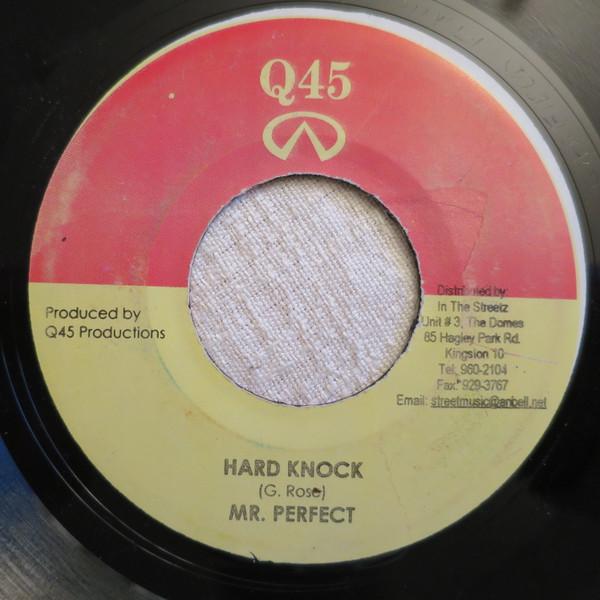 Q45
Produced by
Q45 Productions
Distributed by:
In The Streetz
Unit # 3, The Domes
85 Hagley Park Rd.
Kingsion 10
Tel: 960-2104
Fax: 929-3767
Email: streetmusic@anbell.net
HARD KNOCK
(G. Rose)
MR. PERFECT